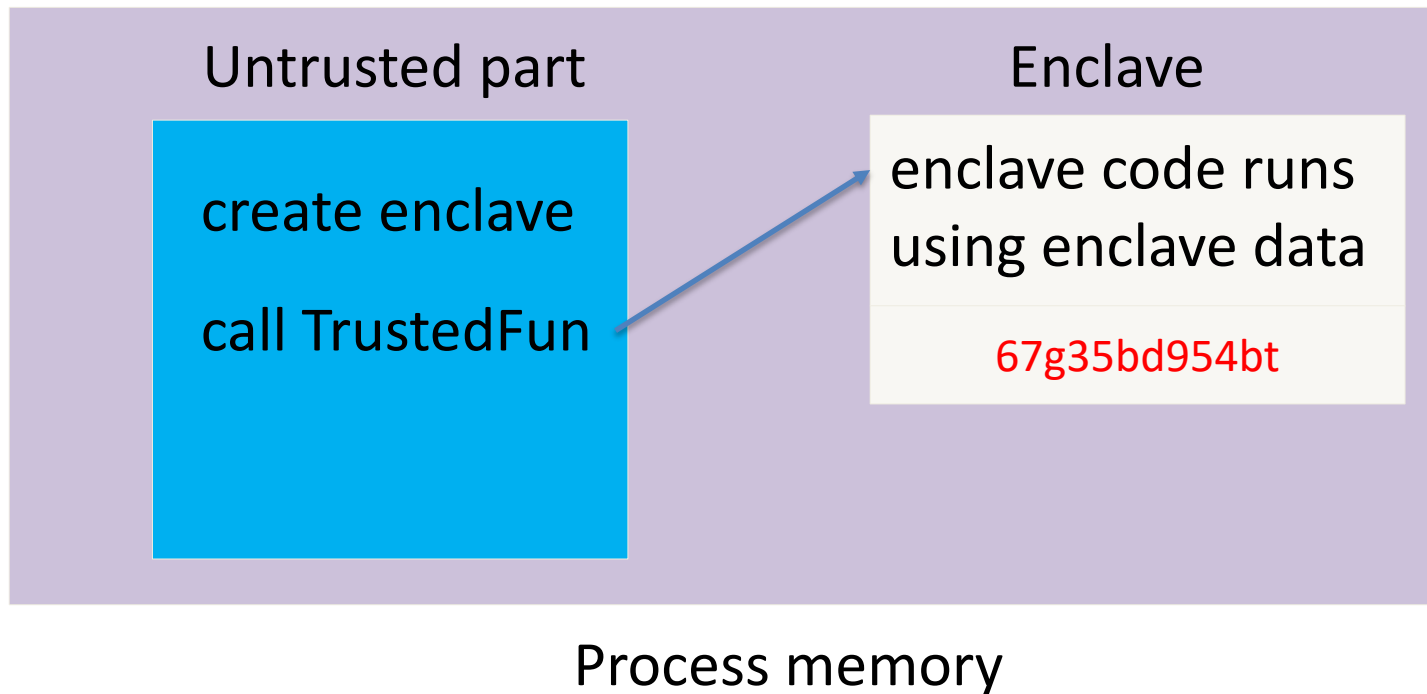 Untrusted part
Enclave
create enclave
call TrustedFun
enclave code runs
using enclave data
67g35bd954bt
Process memory